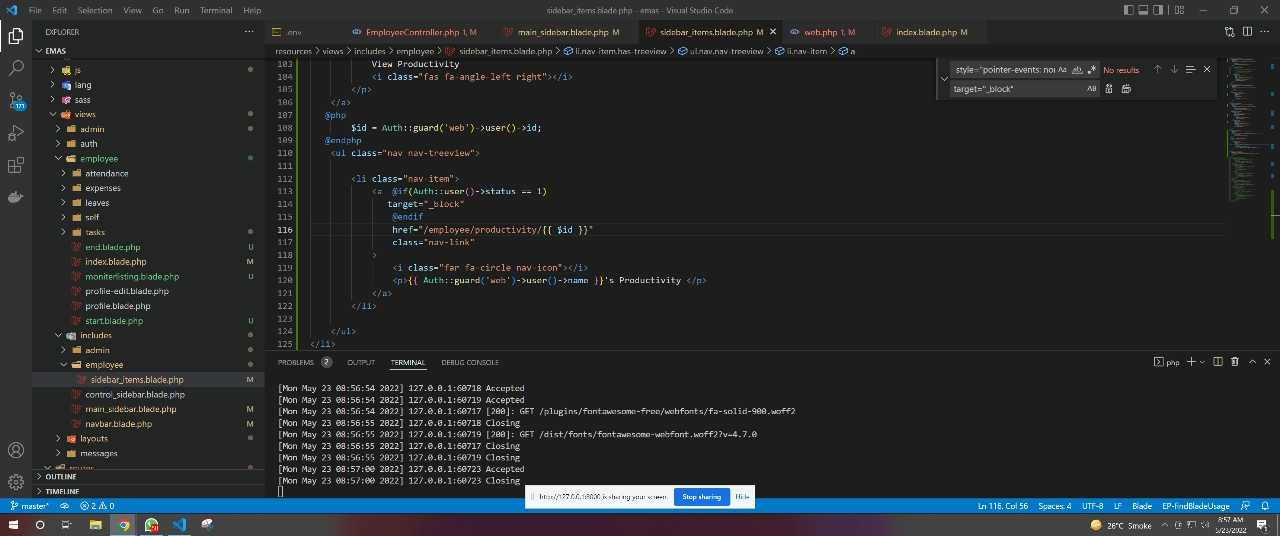 File Edit Selection View Go Run Terminal Help
sidebar_items.blade.php - emas - Visual Studio Code
EXPLORER
.env
EmployeeController.php 1, M
main_sidebar.blade.php M
sidebar_items.blade.php M
web.php 1, M
index.blade.php M
EMAS
resources > views > includes > employee > sidebar_items.blade.php > li.nav-item.has-treeview > ul.nav.nav-treeview > li.nav-item > a
js
lang
sass
views
admin
auth
employee
attendance
expenses
leaves
self
tasks
end.blade.php U
index.blade.php M
moniterlisting.blade.php U
profile-edit.blade.php
profile.blade.php
start.blade.php U
includes
admin
employee
sidebar_items.blade.php M
control_sidebar.blade.php
main_sidebar.blade.php M
navbar.blade.php M
layouts
messages
routes
OUTLINE
TIMELINE
171
style="pointer-events: non Aa ab .* No results
target="_block" AB
103 View Productivity
104 <i class="fas fa-angle-left right"></i>
105 </p>
106 </a>
107 @php
108 $id = Auth::guard('web')->user()->id;
109 @endphp
110 <ul class="nav nav-treeview">
111
112 <li class="nav-item">
113 <a @if(Auth::user()->status == 1)
114 target="_block"
115 @endif
116 href="/employee/productivity/{{ $id }}"
117 class="nav-link"
118 >
119 <i class="far fa-circle nav-icon"></i>
120 <p>{{ Auth::guard('web')->user()->name }}'s Productivity </p>
121 </a>
122 </li>
123
124 </ul>
125 </li>
PROBLEMS 2 OUTPUT TERMINAL DEBUG CONSOLE
php
[Mon May 23 08:56:54 2022] 127.0.0.1:60718 Accepted
[Mon May 23 08:56:54 2022] 127.0.0.1:60719 Accepted
[Mon May 23 08:56:54 2022] 127.0.0.1:60717 [200]: GET /plugins/fontawesome-free/webfonts/fa-solid-900.woff2
[Mon May 23 08:56:55 2022] 127.0.0.1:60718 Closing
[Mon May 23 08:56:55 2022] 127.0.0.1:60719 [200]: GET /dist/fonts/fontawesome-webfont.woff2?v=4.7.0
[Mon May 23 08:56:55 2022] 127.0.0.1:60717 Closing
[Mon May 23 08:56:55 2022] 127.0.0.1:60719 Closing
[Mon May 23 08:57:00 2022] 127.0.0.1:60723 Accepted
[Mon May 23 08:57:00 2022] 127.0.0.1:60723 Closing
http://127.0.0.1:8000 is sharing your screen. Stop sharing Hide
master* 2 0
Ln 116, Col 56 Spaces: 4 UTF-8 LF Blade EP-findBladeUsage
26°C Smoke
8:57 AM
5/23/2022